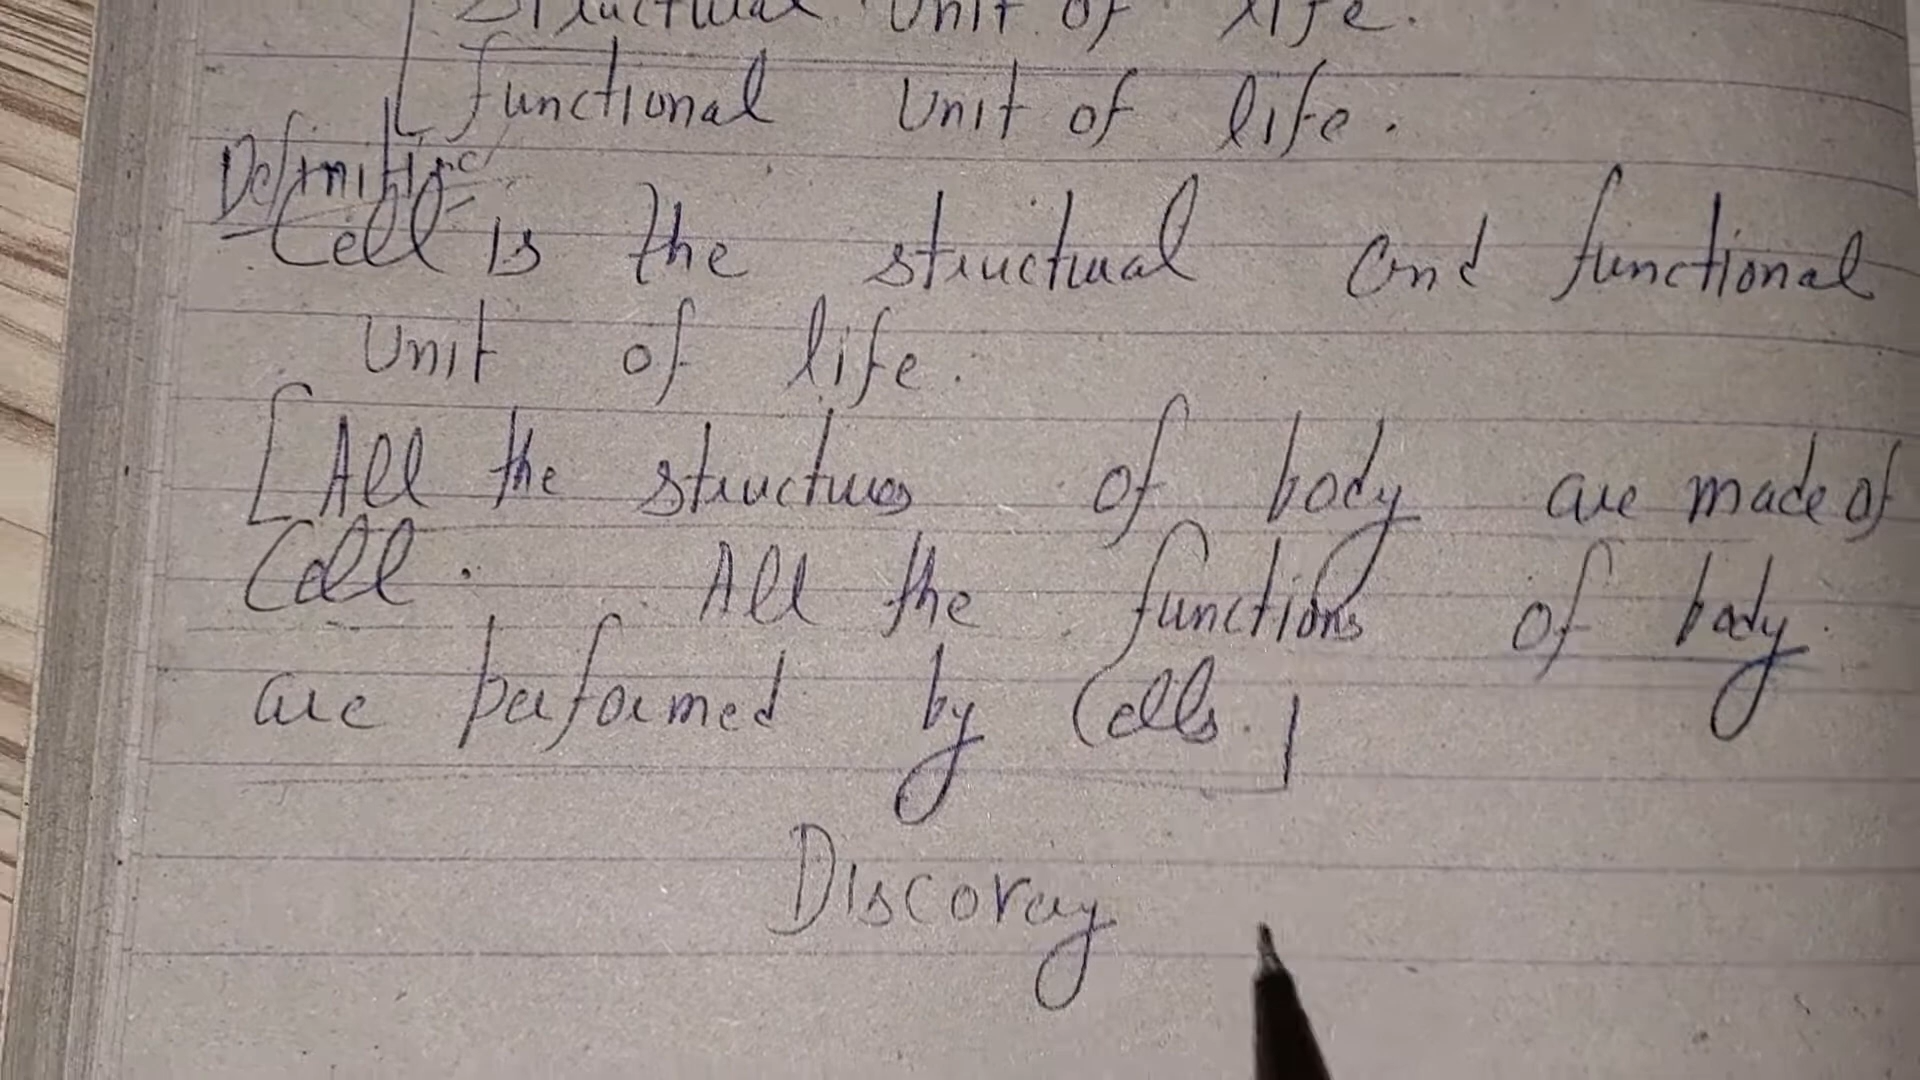 Structural Unit of life.
functional Unit of life.
Definition
Cell is the structural and functional
Unit of life.
[All the structures of body are made of
Cell. All the functions of body
are performed by Cells.]
Discovery